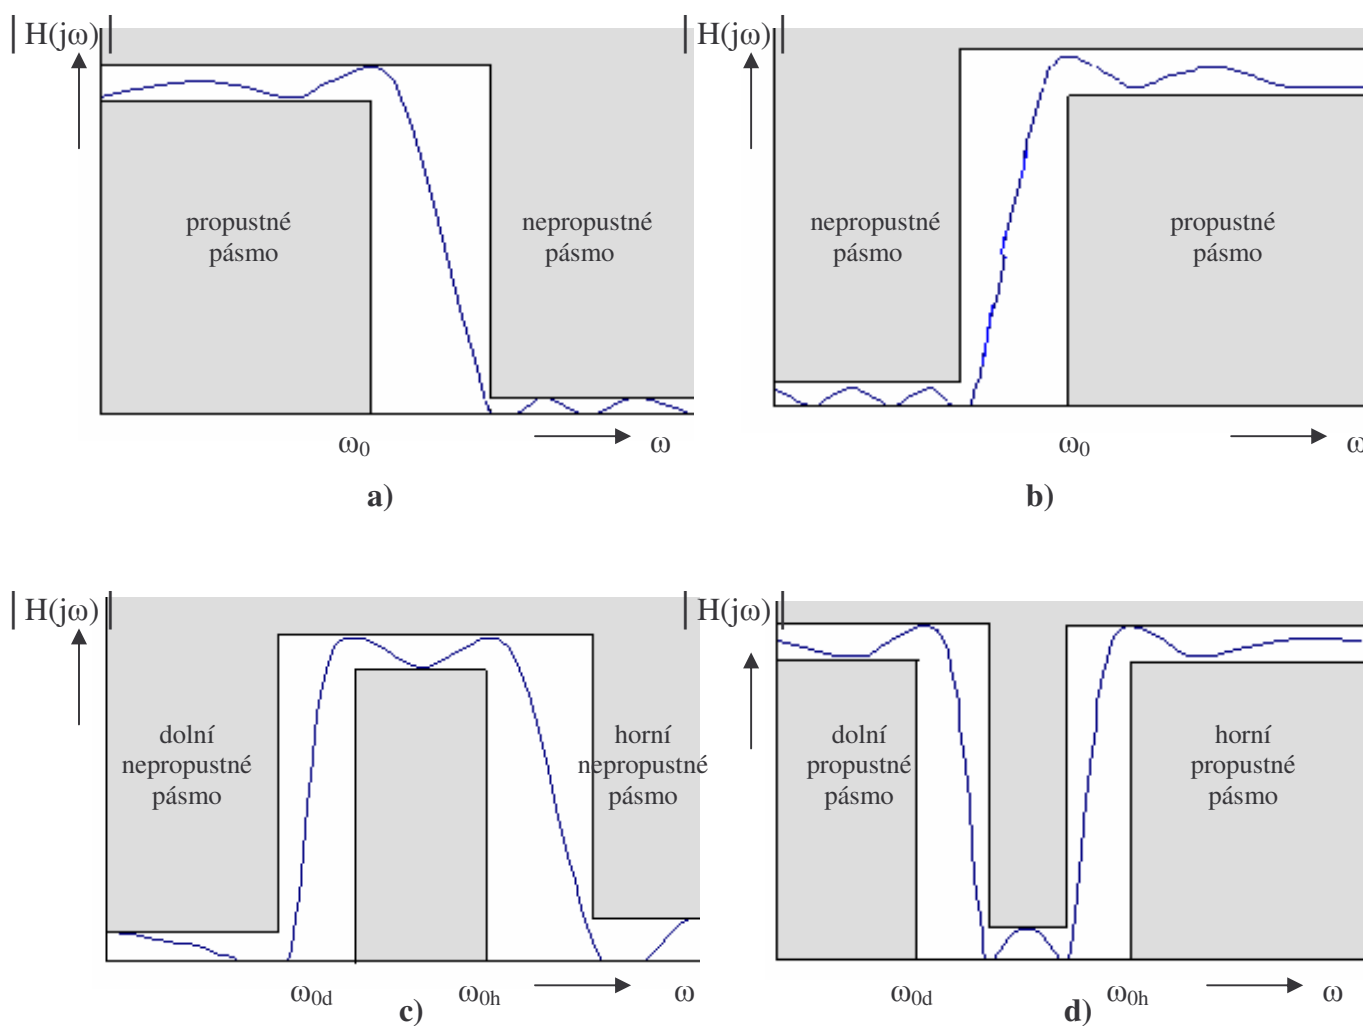 |H(jω)|
propustné
pásmo
nepropustné
pásmo
ω₀
ω
a)
|H(jω)|
nepropustné
pásmo
propustné
pásmo
ω₀
ω
b)
|H(jω)|
dolní
nepropustné
pásmo
horní
nepropustné
pásmo
ω₀d
ω₀h
ω
c)
|H(jω)|
dolní
propustné
pásmo
horní
propustné
pásmo
ω₀d
ω₀h
ω
d)